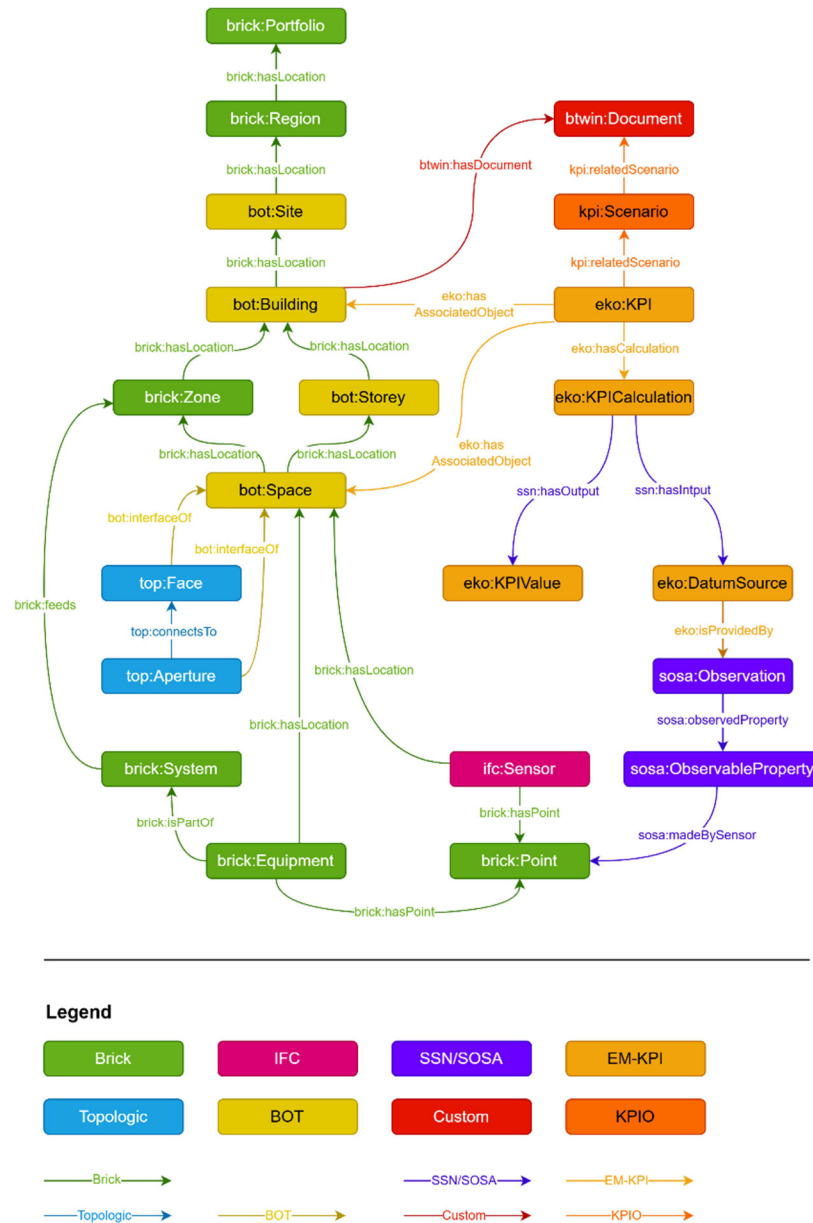 brick:Portfolio
brick:hasLocation
brick:Region
btwin:Document
brick:hasLocation
btwin:hasDocument
kpi:relatedScenario
bot:Site
kpi:Scenario
brick:hasLocation
kpi:relatedScenario
bot:Building
eko:has
AssociatedObject
eko:KPI
brick:hasLocation
brick:hasLocation
eko:hasCalculation
brick:Zone
bot:Storey
eko:KPICalculation
brick:hasLocation
brick:hasLocation
eko:has
AssociatedObject
bot:Space
ssn:hasOutput
ssn:hasIntput
bot:interfaceOf
bot:interfaceOf
top:Face
eko:KPIValue
eko:DatumSource
brick:feeds
top:connectsTo
eko:isProvidedBy
top:Aperture
brick:hasLocation
sosa:Observation
brick:hasLocation
sosa:observedProperty
brick:System
ifc:Sensor
sosa:ObservableProperty
brick:isPartOf
brick:hasPoint
sosa:madeBySensor
brick:Equipment
brick:Point
brick:hasPoint
Legend
Brick
IFC
SSN/SOSA
EM-KPI
Topologic
BOT
Custom
KPIO
Brick
SSN/SOSA
EM-KPI
Topologic
BOT
Custom
KPIO